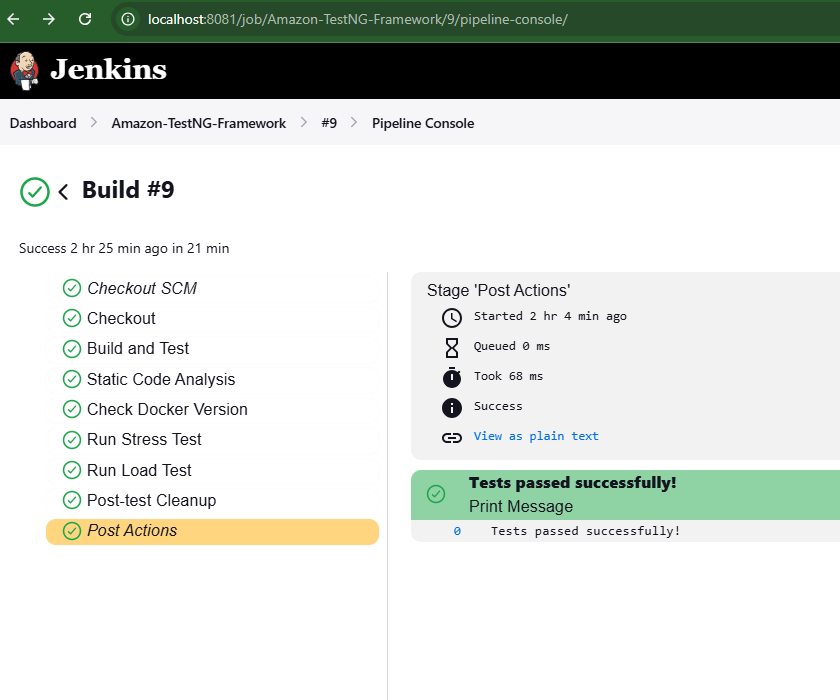 localhost:8081/job/Amazon-TestNG-Framework/9/pipeline-console/
Jenkins
Dashboard > Amazon-TestNG-Framework > #9 > Pipeline Console
Build #9
Success 2 hr 25 min ago in 21 min
Checkout SCM
Checkout
Build and Test
Static Code Analysis
Check Docker Version
Run Stress Test
Run Load Test
Post-test Cleanup
Post Actions
Stage 'Post Actions'
Started 2 hr 4 min ago
Queued 0 ms
Took 68 ms
Success
View as plain text
Tests passed successfully!
Print Message
0 Tests passed successfully!